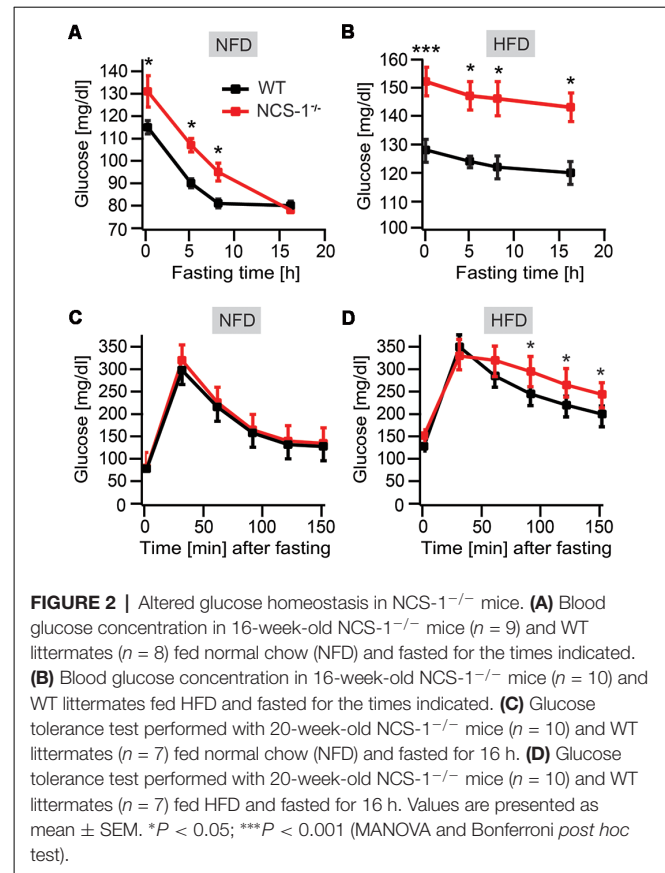 A
NFD
B
HFD
*
*
*
WT
NCS-1-/-
140
130
120
110
100
90
80
70
Glucose [mg/dl]
0 5 10 15 20
Fasting time [h]
***
*
*
*
160
150
140
130
120
110
100
Glucose [mg/dl]
0 5 10 15 20
Fasting time [h]
C
NFD
D
HFD
350
300
250
200
150
100
50
0
Glucose [mg/dl]
0 50 100 150
Time [min] after fasting
*
*
*
350
300
250
200
150
100
50
0
Glucose [mg/dl]
0 50 100 150
Time [min] after fasting
FIGURE 2 | Altered glucose homeostasis in NCS-1−/− mice. (A) Blood
glucose concentration in 16-week-old NCS-1−/− mice (n = 9) and WT
littermates (n = 8) fed normal chow (NFD) and fasted for the times indicated.
(B) Blood glucose concentration in 16-week-old NCS-1−/− mice (n = 10) and
WT littermates fed HFD and fasted for the times indicated. (C) Glucose
tolerance test performed with 20-week-old NCS-1−/− mice (n = 10) and WT
littermates (n = 7) fed normal chow (NFD) and fasted for 16 h. (D) Glucose
tolerance test performed with 20-week-old NCS-1−/− mice (n = 10) and WT
littermates (n = 7) fed HFD and fasted for 16 h. Values are presented as
mean ± SEM. *P < 0.05; ***P < 0.001 (MANOVA and Bonferroni post hoc
test).